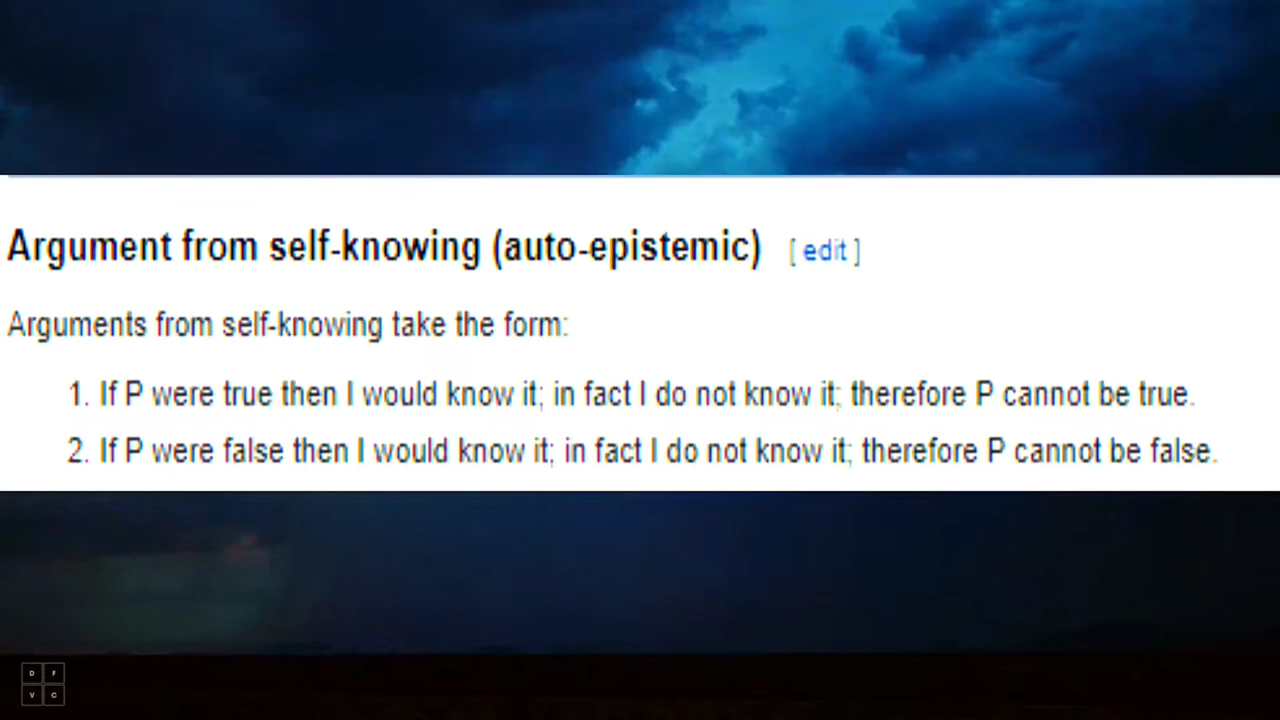 Argument from self-knowing (auto-epistemic) [ edit ]
Arguments from self-knowing take the form:
1. If P were true then I would know it; in fact I do not know it; therefore P cannot be true.
2. If P were false then I would know it; in fact I do not know it; therefore P cannot be false.
D F
V C